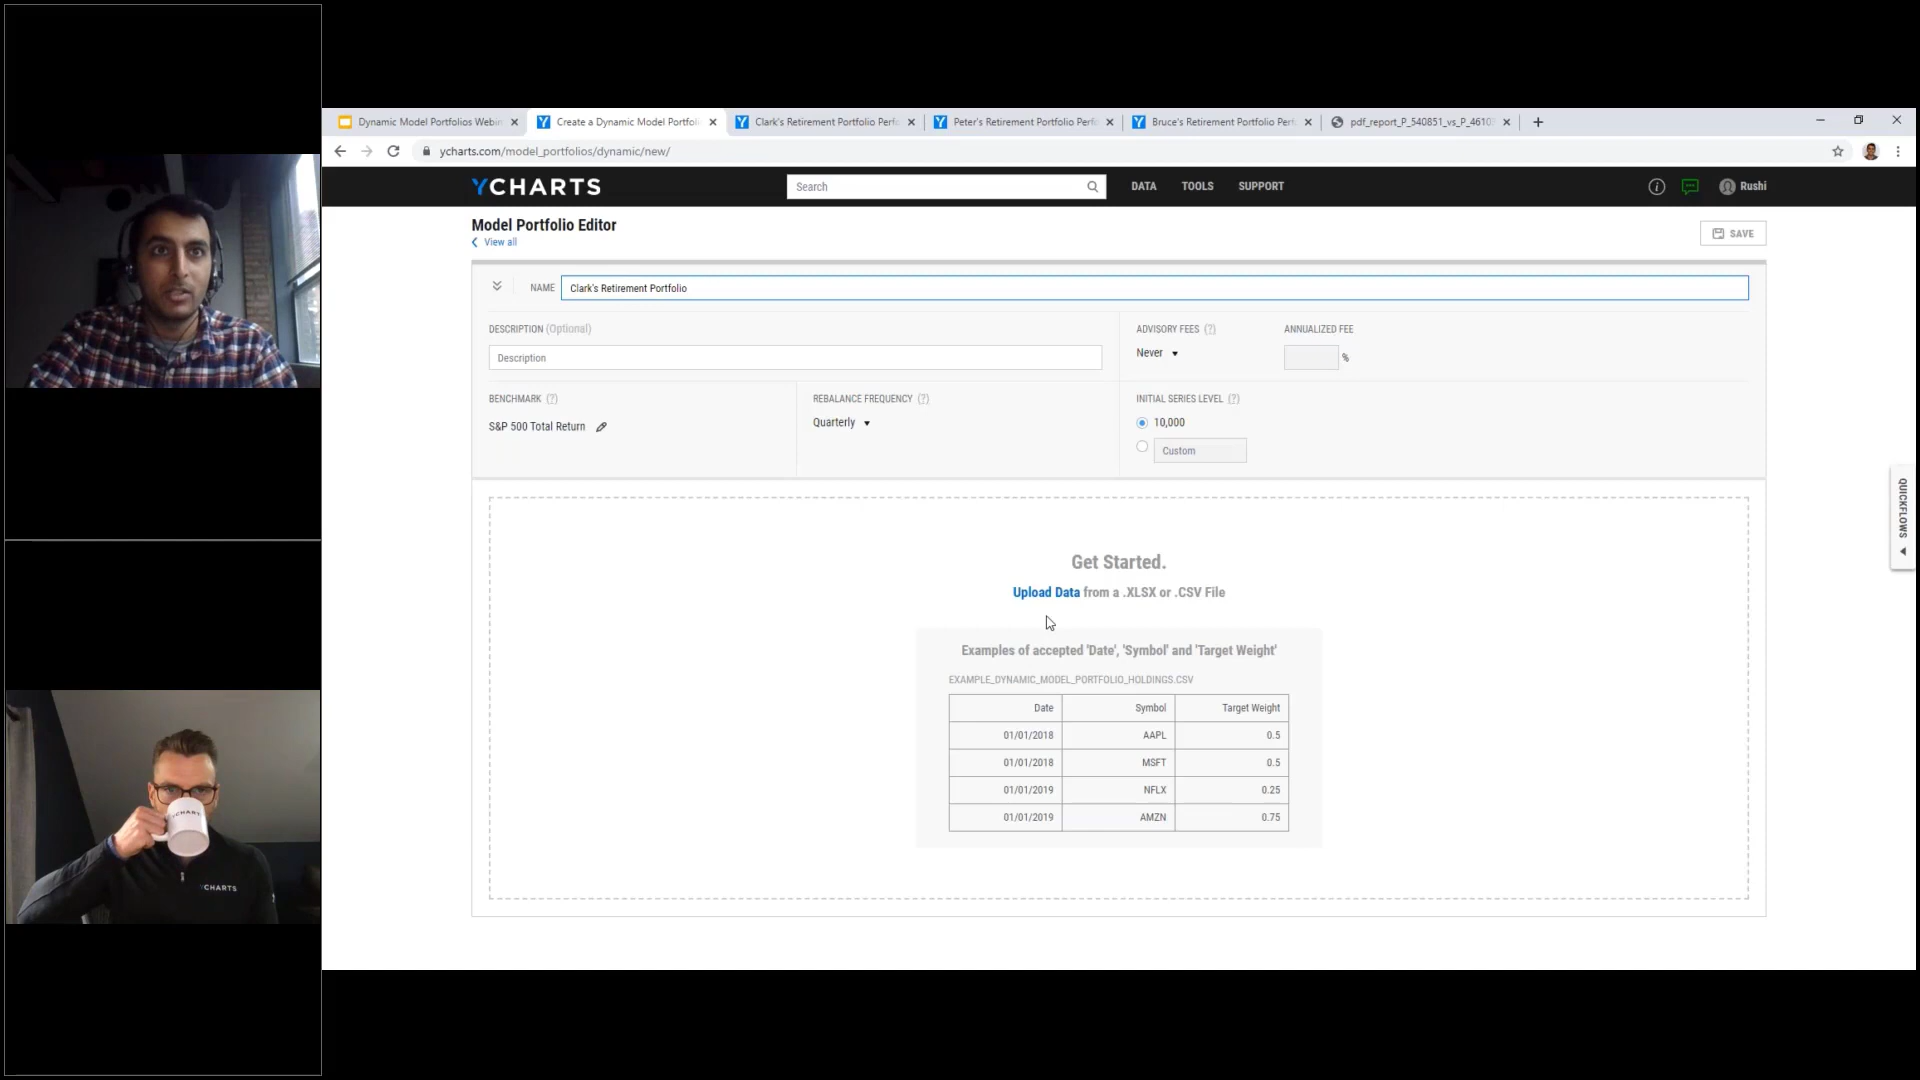 Dynamic Model Portfolios Webin
Create a Dynamic Model Portfoli
Clark's Retirement Portfolio Perf
Peter's Retirement Portfolio Perf
Bruce's Retirement Portfolio Perf
pdf_report_P_540851_vs_P_4610
ycharts.com/model_portfolios/dynamic/new/
YCHARTS
Search
DATA
TOOLS
SUPPORT
Rushi
Model Portfolio Editor
View all
SAVE
NAME
Clark's Retirement Portfolio
DESCRIPTION (Optional)
ADVISORY FEES (?)
ANNUALIZED FEE
Description
Never
%
BENCHMARK (?)
REBALANCE FREQUENCY (?)
INITIAL SERIES LEVEL (?)
S&P 500 Total Return
Quarterly
10,000
Custom
QUICKFLOWS
Get Started.
Upload Data from a .XLSX or .CSV File
Examples of accepted 'Date', 'Symbol' and 'Target Weight'
EXAMPLE_DYNAMIC_MODEL_PORTFOLIO_HOLDINGS.CSV
Date Symbol Target Weight
01/01/2018 AAPL 0.5
01/01/2018 MSFT 0.5
01/01/2019 NFLX 0.25
01/01/2019 AMZN 0.75
YCHARTS
YCHARTS